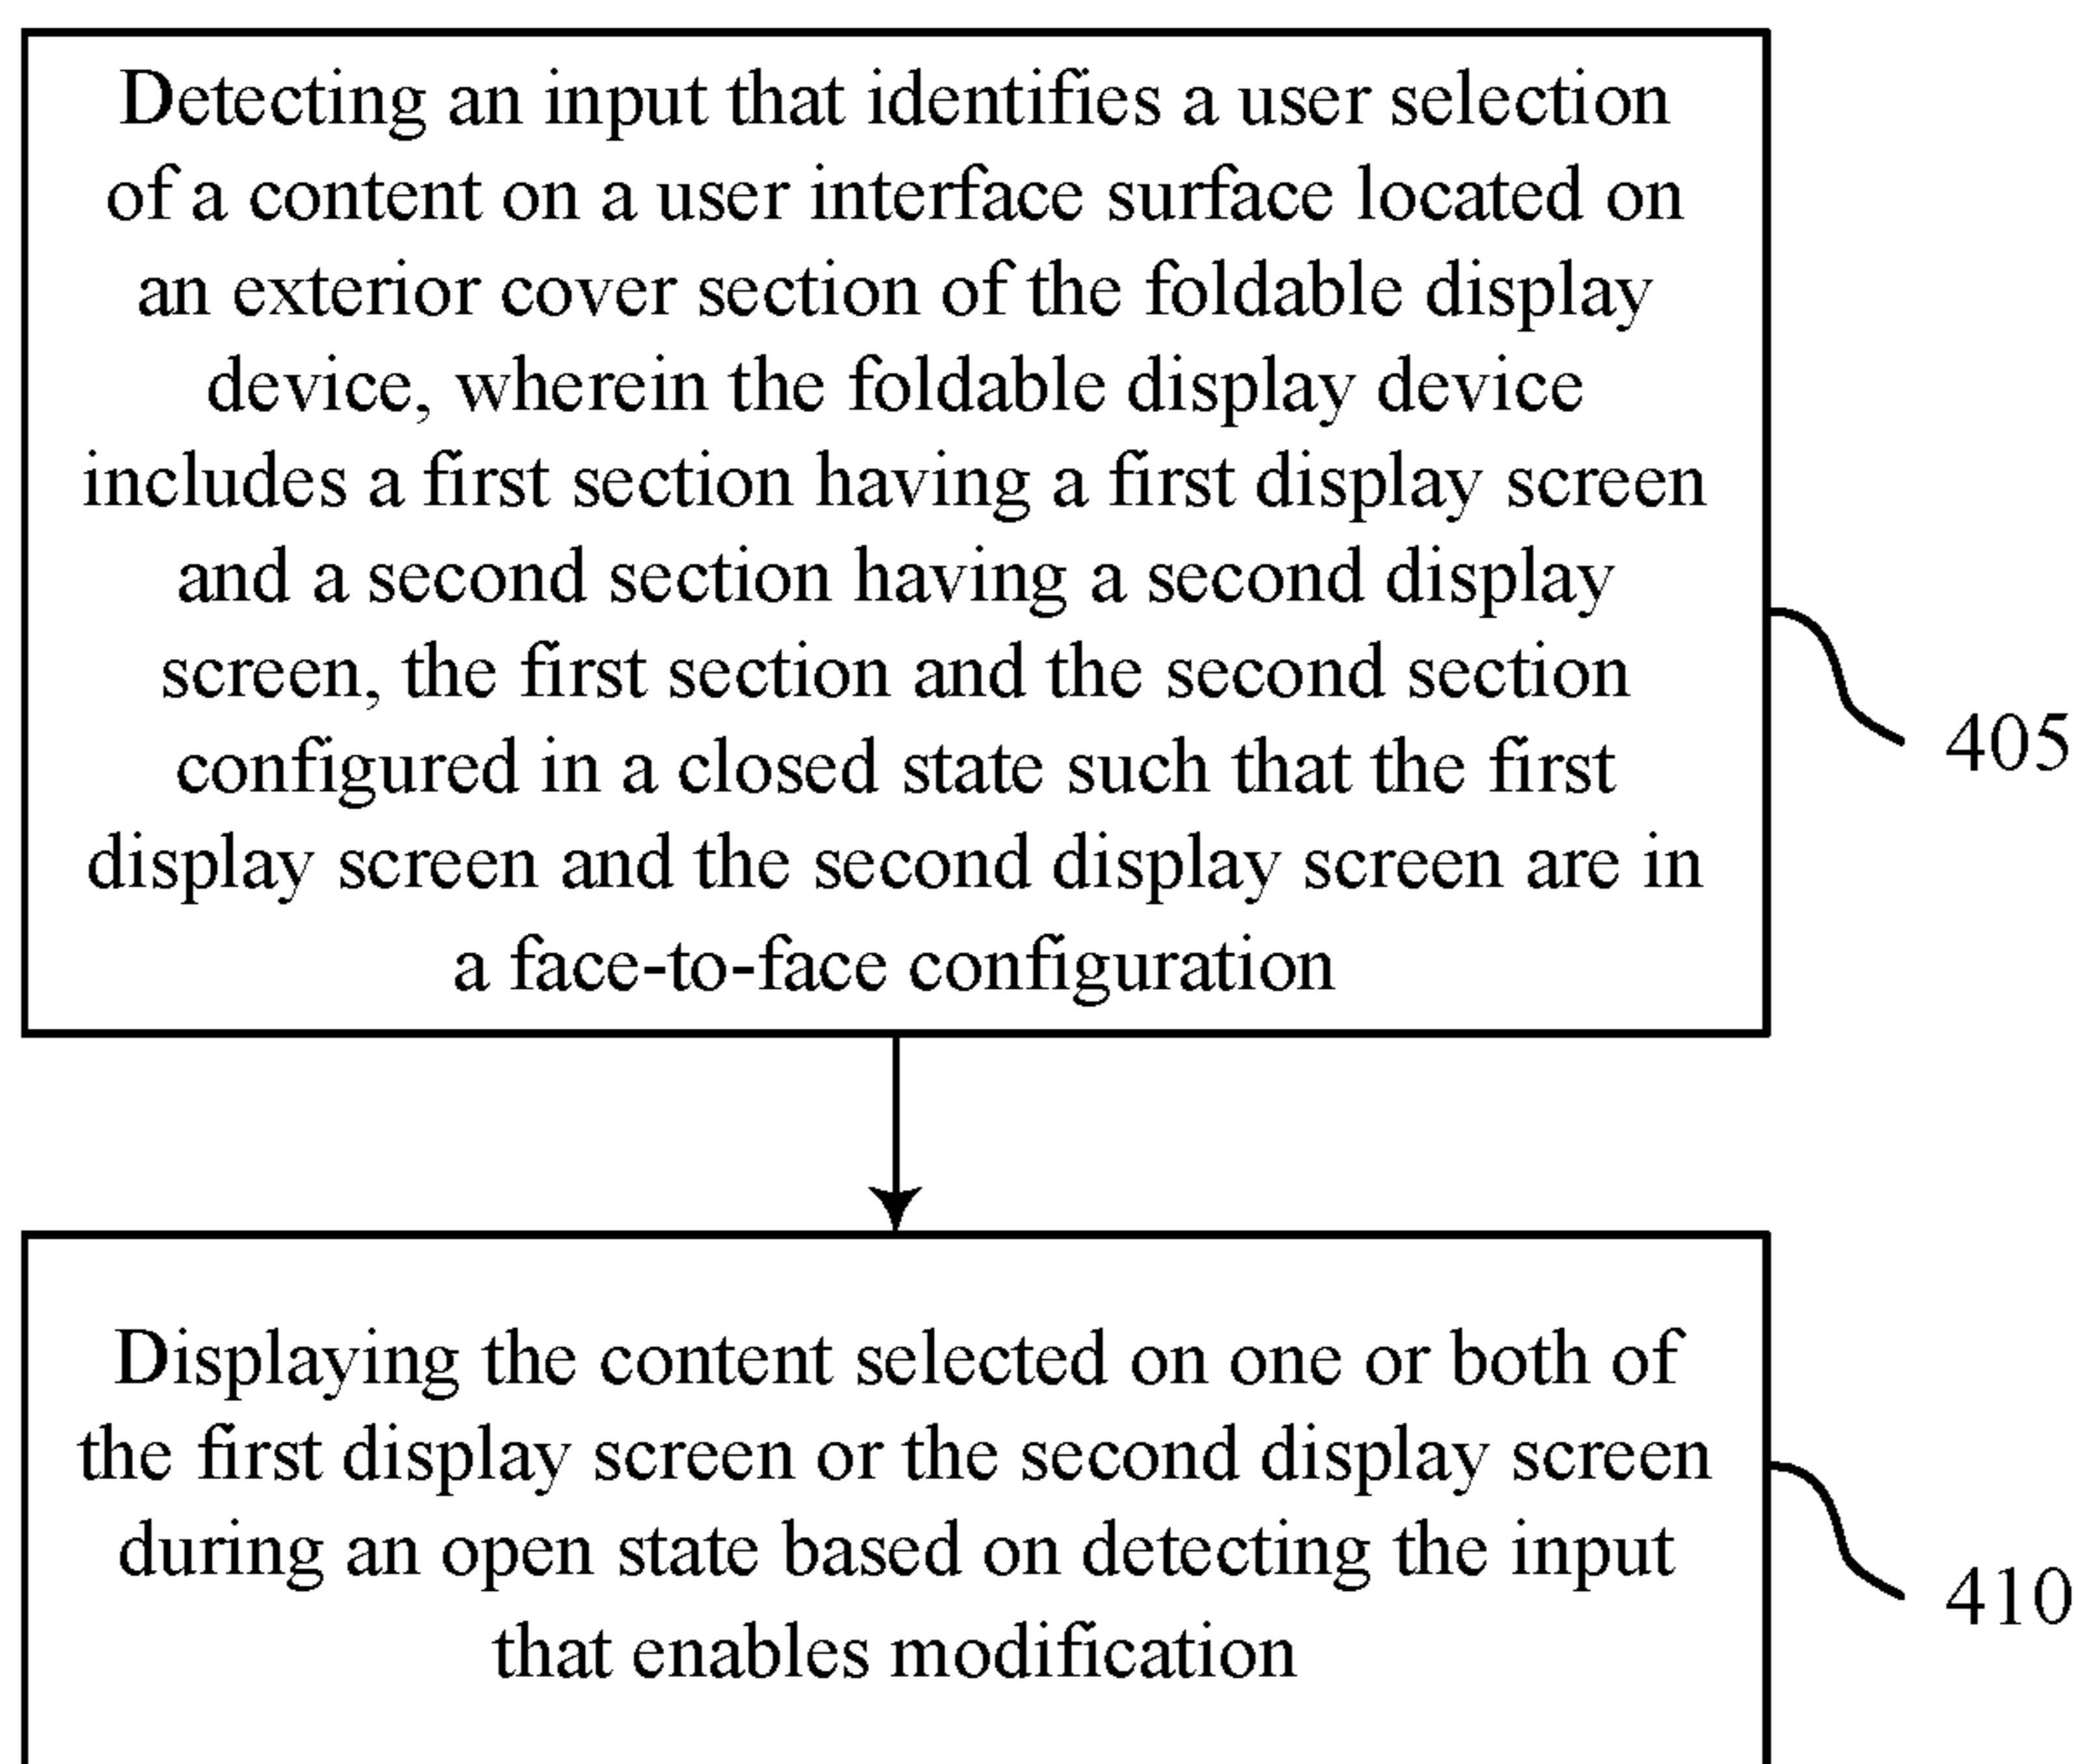 Detecting an input that identifies a user selection
of a content on a user interface surface located on
an exterior cover section of the foldable display
device, wherein the foldable display device
includes a first section having a first display screen
and a second section having a second display
screen, the first section and the second section
configured in a closed state such that the first
display screen and the second display screen are in
a face-to-face configuration
405
Displaying the content selected on one or both of
the first display screen or the second display screen
during an open state based on detecting the input
that enables modification
410